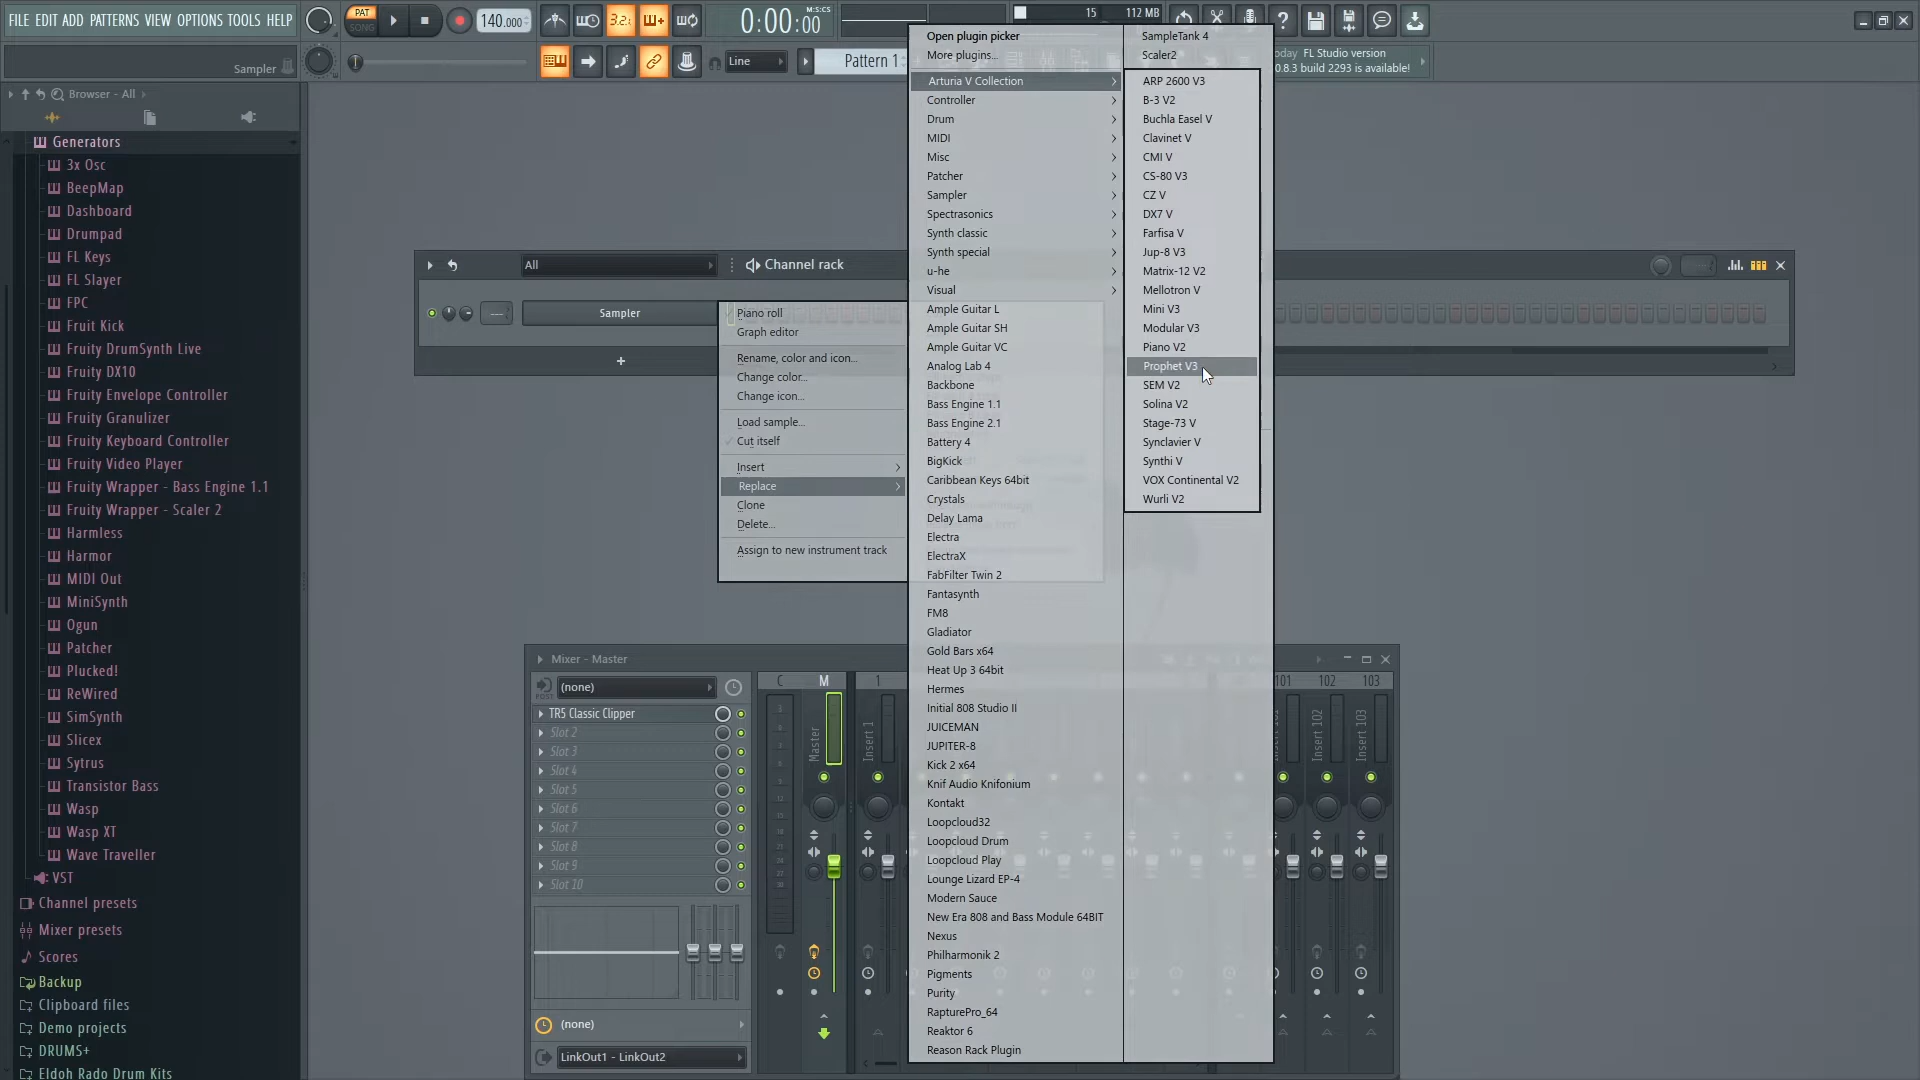 FILE EDIT ADD PATTERNS VIEW OPTIONS TOOLS HELP
PAT
SONG
140.000
3.2.
0:00:00
M:S:CS
15
112 MB
Sampler
Line
Pattern 1
oday FL Studio version
0.8.3 build 2293 is available!
Browser - All
Generators
3x Osc
BeepMap
Dashboard
Drumpad
FL Keys
FL Slayer
FPC
Fruit Kick
Fruity DrumSynth Live
Fruity DX10
Fruity Envelope Controller
Fruity Granulizer
Fruity Keyboard Controller
Fruity Video Player
Fruity Wrapper - Bass Engine 1.1
Fruity Wrapper - Scaler 2
Harmless
Harmor
MIDI Out
MiniSynth
Ogun
Patcher
Plucked!
ReWired
SimSynth
Slicex
Sytrus
Transistor Bass
Wasp
Wasp XT
Wave Traveller
VST
Channel presets
Mixer presets
Scores
Backup
Clipboard files
Demo projects
DRUMS+
Eldoh Rado Drum Kits
All
Channel rack
Sampler
+
Piano roll
Graph editor
Rename, color and icon...
Change color...
Change icon...
Load sample...
Cut itself
Insert
Replace
Clone
Delete...
Assign to new instrument track
Open plugin picker
More plugins...
Arturia V Collection
Controller
Drum
MIDI
Misc
Patcher
Sampler
Spectrasonics
Synth classic
Synth special
u-he
Visual
Ample Guitar L
Ample Guitar SH
Ample Guitar VC
Analog Lab 4
Backbone
Bass Engine 1.1
Bass Engine 2.1
Battery 4
BigKick
Caribbean Keys 64bit
Crystals
Delay Lama
Electra
ElectraX
FabFilter Twin 2
Fantasynth
FM8
Gladiator
Gold Bars x64
Heat Up 3 64bit
Hermes
Initial 808 Studio II
JUICEMAN
JUPITER-8
Kick 2 x64
Knif Audio Knifonium
Kontakt
Loopcloud32
Loopcloud Drum
Loopcloud Play
Lounge Lizard EP-4
Modern Sauce
New Era 808 and Bass Module 64BIT
Nexus
Philharmonik 2
Pigments
Purity
RapturePro_64
Reaktor 6
Reason Rack Plugin
SampleTank 4
Scaler2
ARP 2600 V3
B-3 V2
Buchla Easel V
Clavinet V
CMI V
CS-80 V3
CZ V
DX7 V
Farfisa V
Jup-8 V3
Matrix-12 V2
Mellotron V
Mini V3
Modular V3
Piano V2
Prophet V3
SEM V2
Solina V2
Stage-73 V
Synclavier V
Synthi V
VOX Continental V2
Wurli V2
Mixer - Master
(none)
POST
TR5 Classic Clipper
Slot 2
Slot 3
Slot 4
Slot 5
Slot 6
Slot 7
Slot 8
Slot 9
Slot 10
(none)
LinkOut1 - LinkOut2
C
M
1
101
102
103
Master
Insert 1
Insert 102
Insert 103